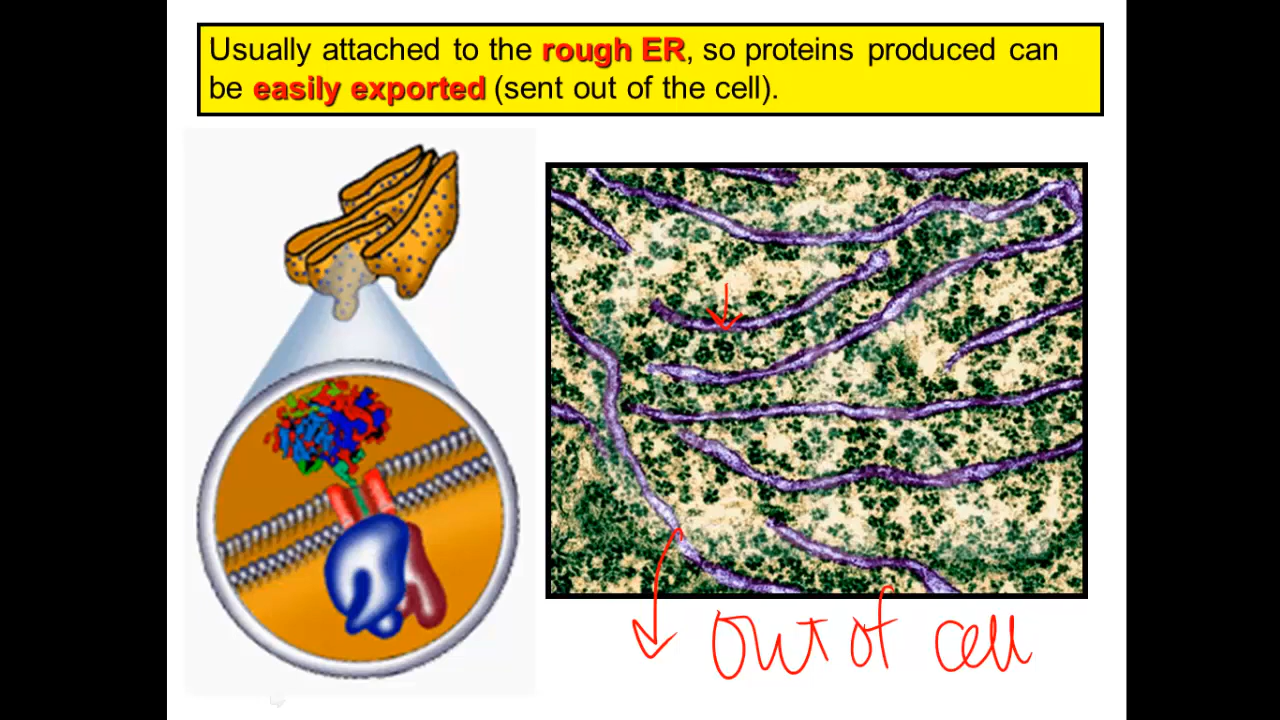 Usually attached to the rough ER, so proteins produced can
be easily exported (sent out of the cell).
out of cell